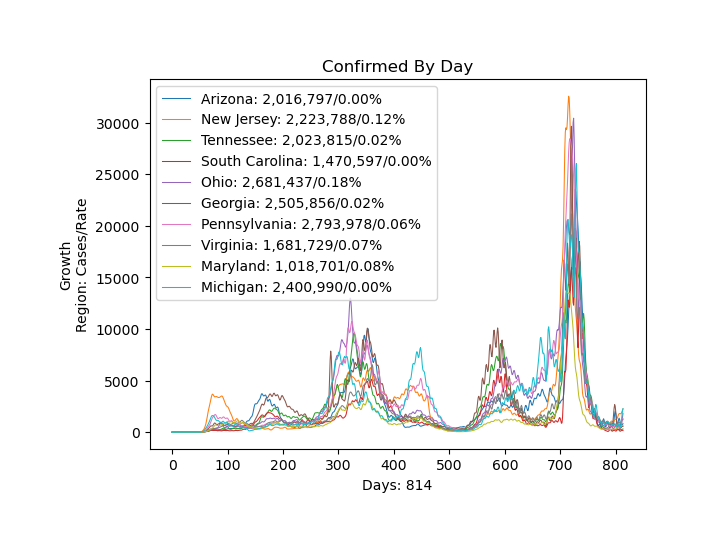 Confirmed By Day
Growth
Region: Cases/Rate
30000
25000
20000
15000
10000
5000
0
Arizona: 2,016,797/0.00%
New Jersey: 2,223,788/0.12%
Tennessee: 2,023,815/0.02%
South Carolina: 1,470,597/0.00%
Ohio: 2,681,437/0.18%
Georgia: 2,505,856/0.02%
Pennsylvania: 2,793,978/0.06%
Virginia: 1,681,729/0.07%
Maryland: 1,018,701/0.08%
Michigan: 2,400,990/0.00%
0 100 200 300 400 500 600 700 800
Days: 814